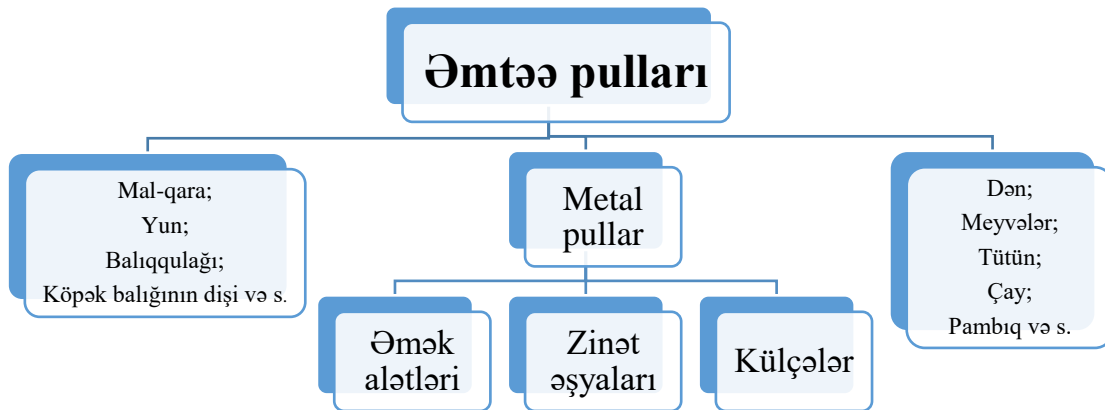 Əmtəə pulları
Mal-qara;
Yun;
Balıqqulağı;
Köpək balığının dişi və s.
Metal
pullar
Dən;
Meyvələr;
Tütün;
Çay;
Pambıq və s.
Əmək
alətləri
Zinət
əşyaları
Külçələr